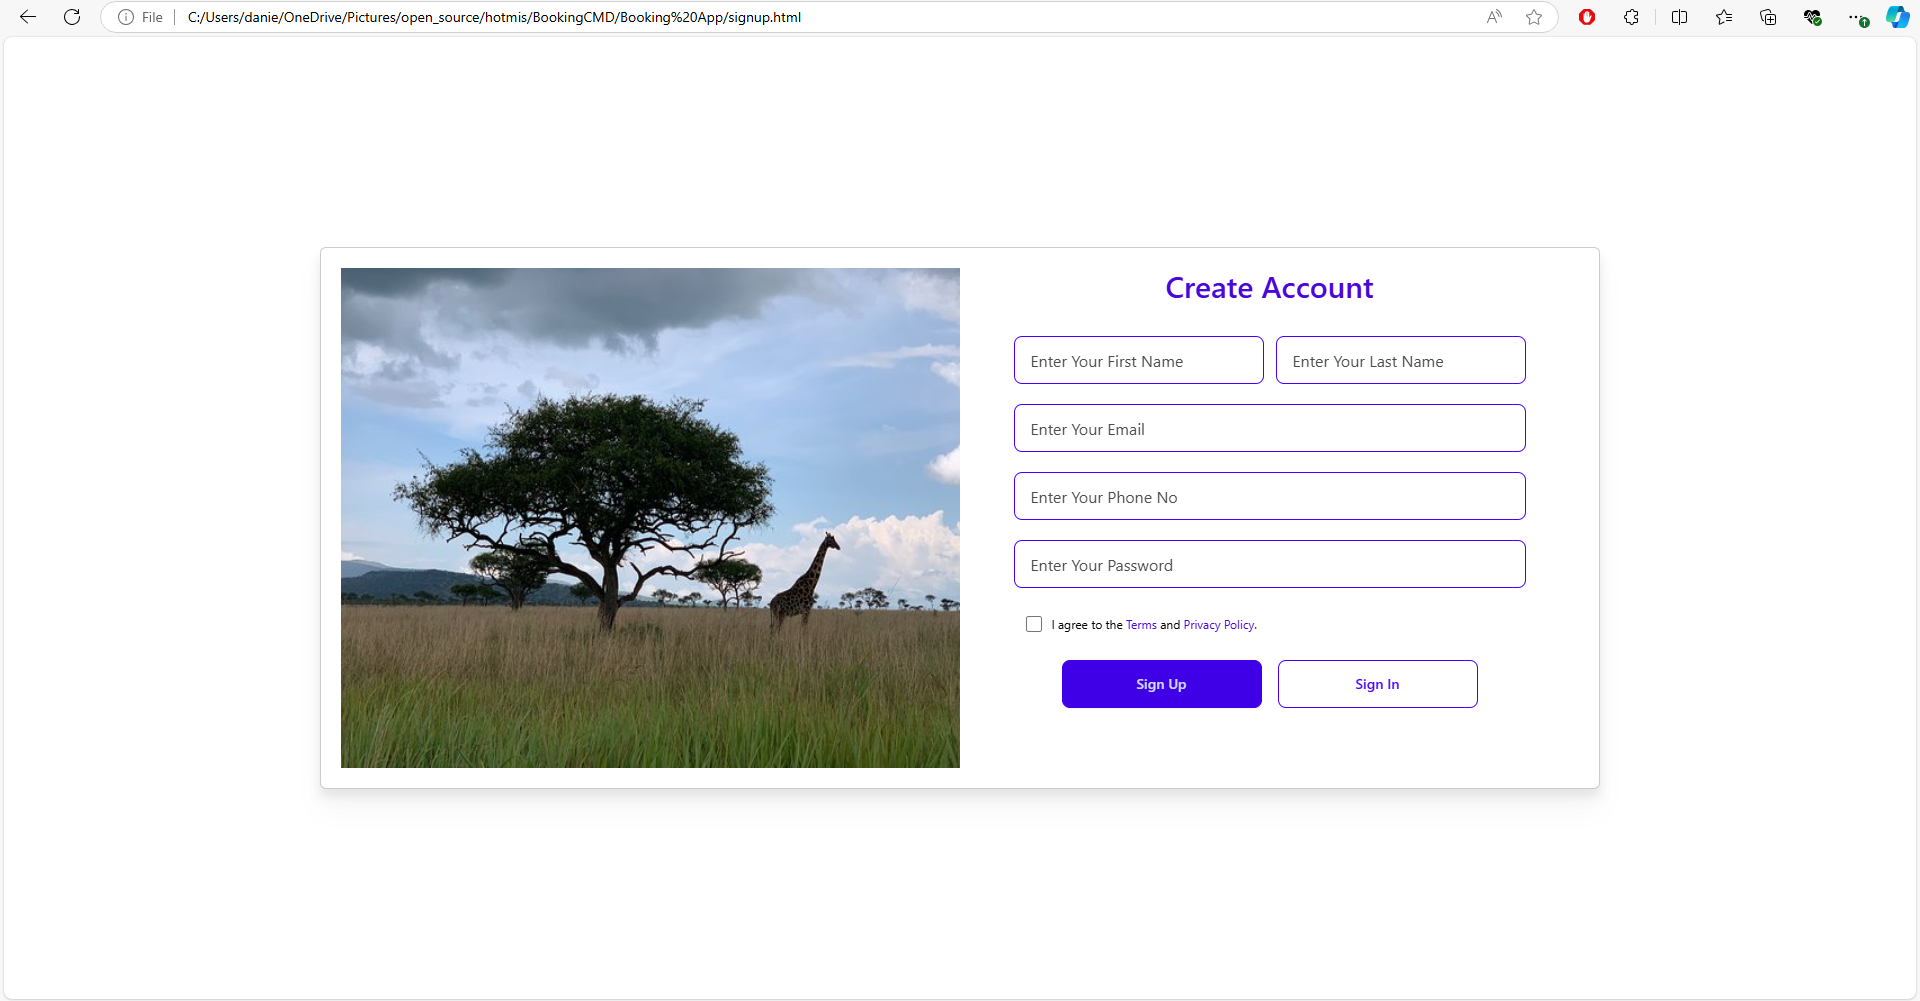 File C:/Users/danie/OneDrive/Pictures/open_source/hotmis/BookingCMD/Booking%20App/signup.html
Create Account
Enter Your First Name Enter Your Last Name
Enter Your Email
Enter Your Phone No
Enter Your Password
I agree to the Terms and Privacy Policy.
Sign Up Sign In